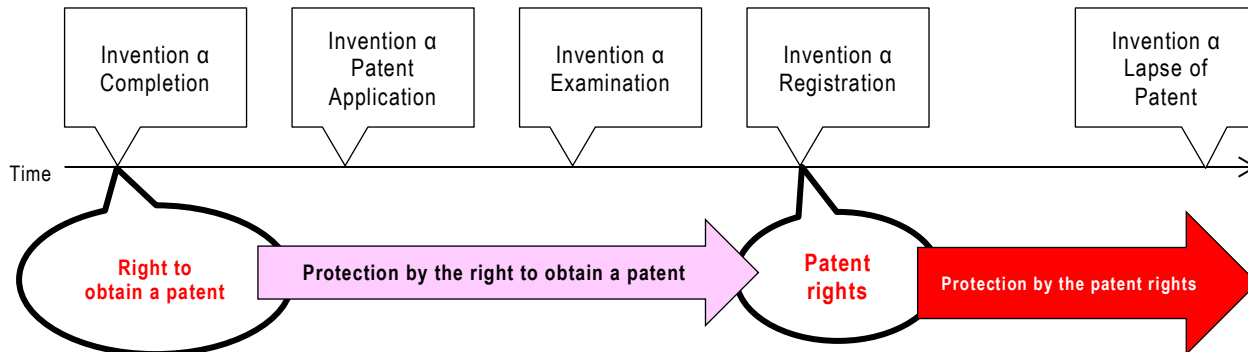 Invention α
Completion
Invention α
Patent
Application
Invention α
Examination
Invention α
Registration
Invention α
Lapse of
Patent
Time
Right to
obtain a patent
Protection by the right to obtain a patent
Patent
rights
Protection by the patent rights